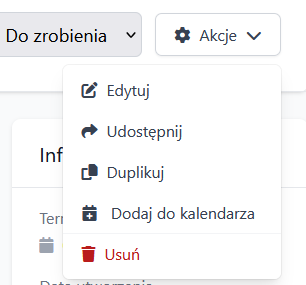 Do zrobienia
Akcje
Edytuj
Udostępnij
Duplikuj
Dodaj do kalendarza
Usuń